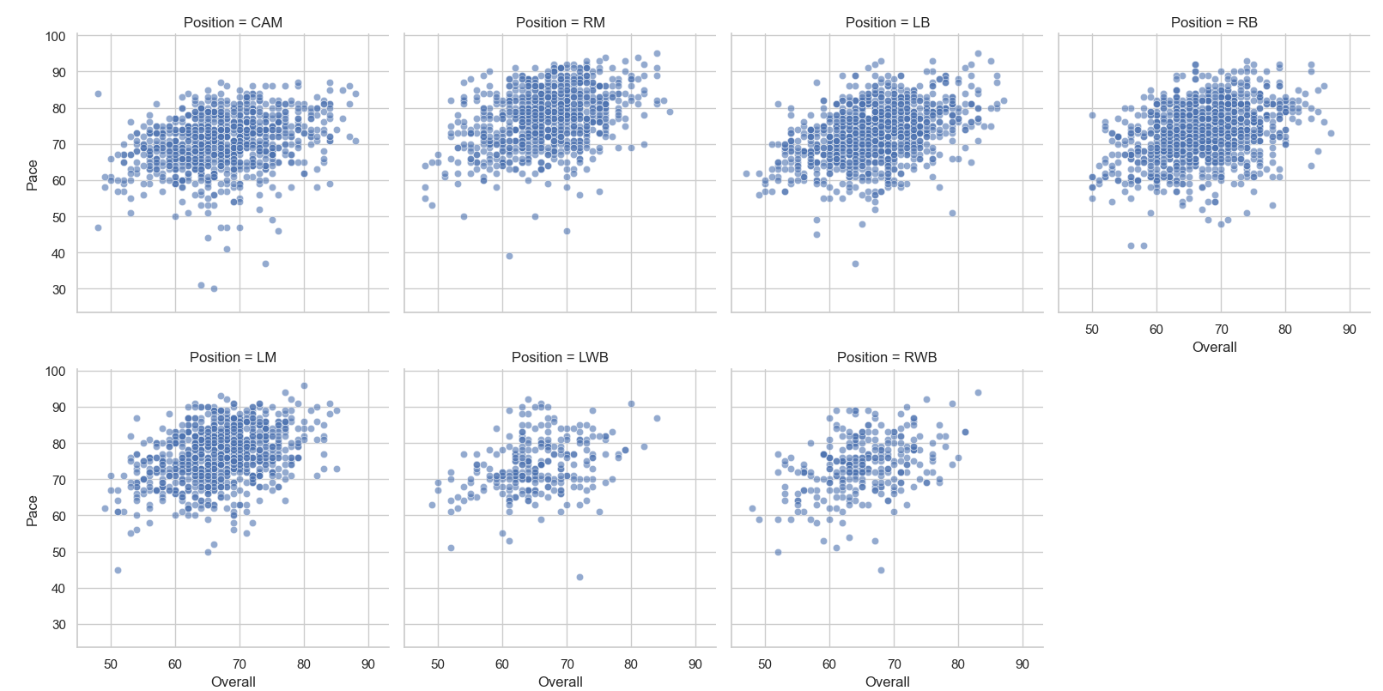 Position = CAM
Position = RM
Position = LB
Position = RB
100
90
80
70
60
50
40
30
Pace
50 60 70 80 90
Overall
Position = LM
Position = LWB
Position = RWB
100
90
80
70
60
50
40
30
Pace
50 60 70 80 90
50 60 70 80 90
50 60 70 80 90
Overall
Overall
Overall